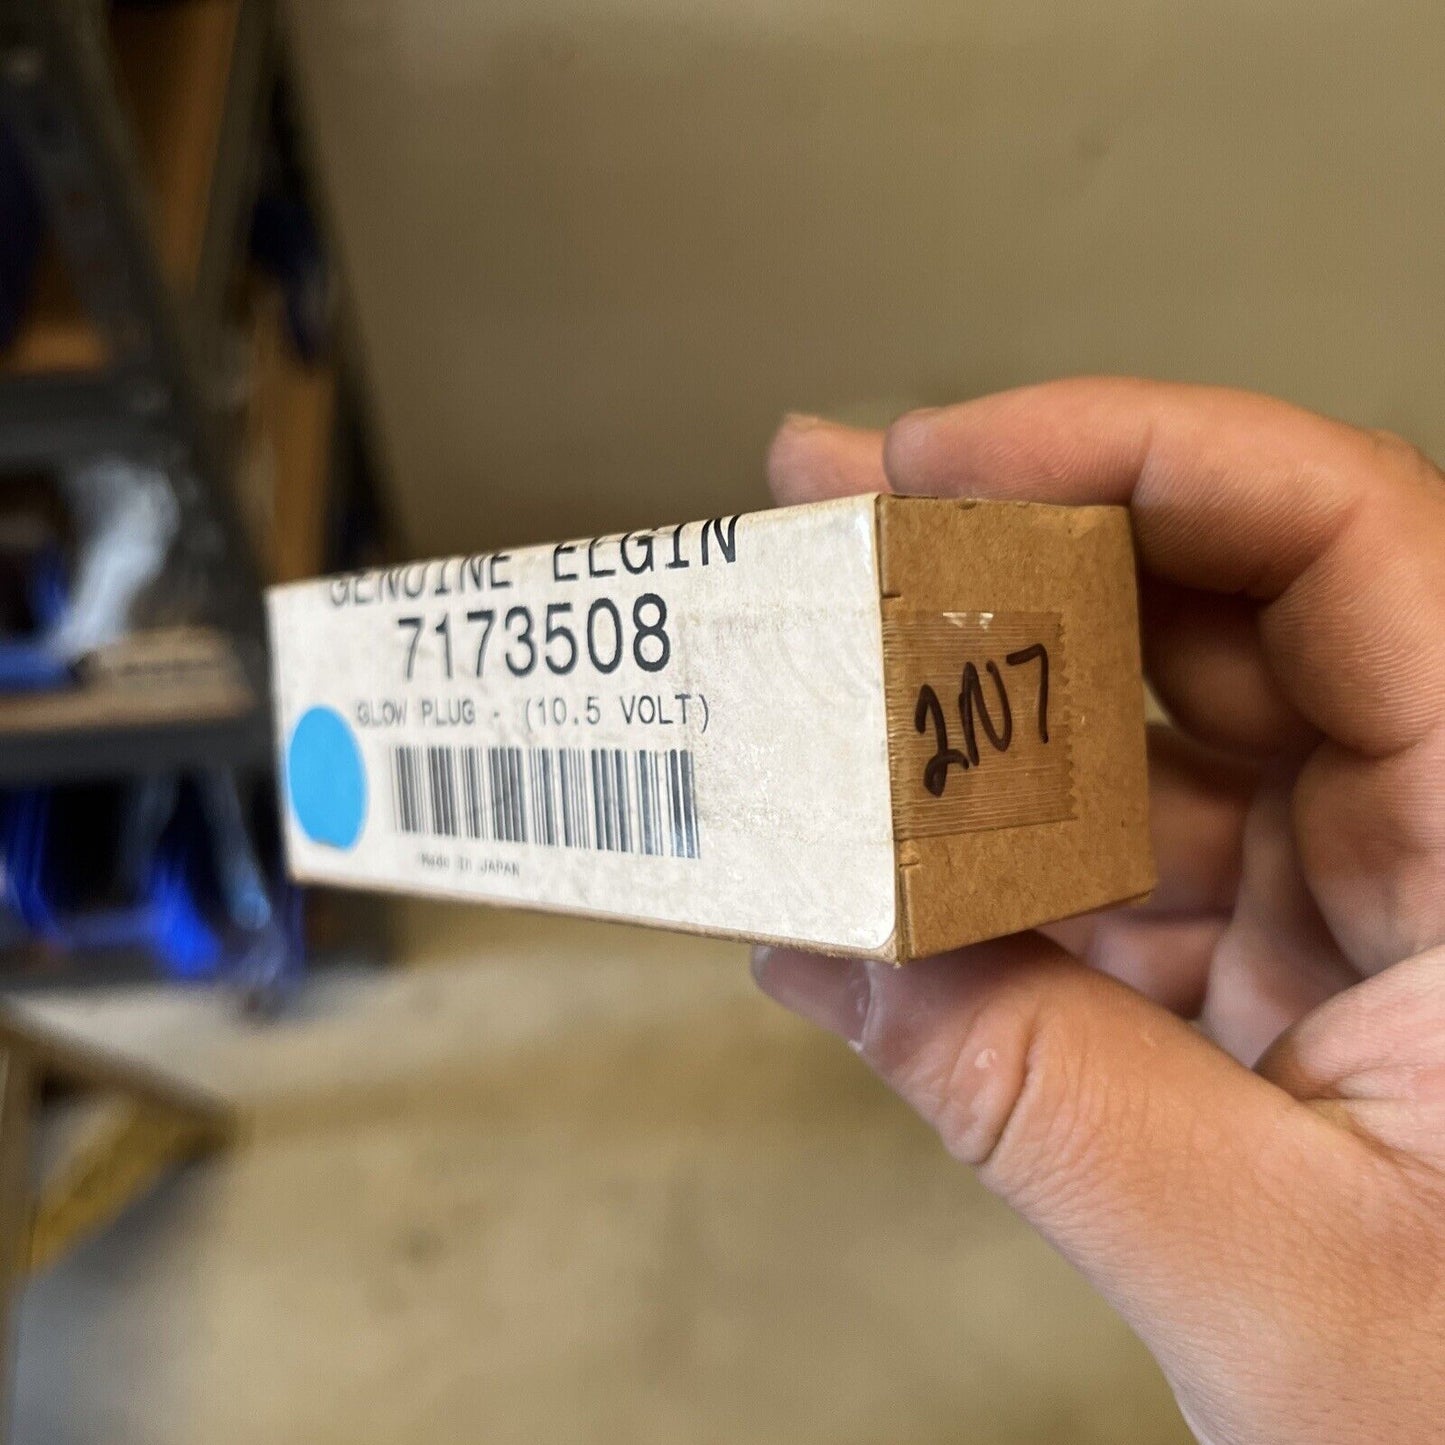 GENUINE ELGIN
7173508
GLOW PLUG - (10.5 VOLT)
Made In JAPAN
2N7